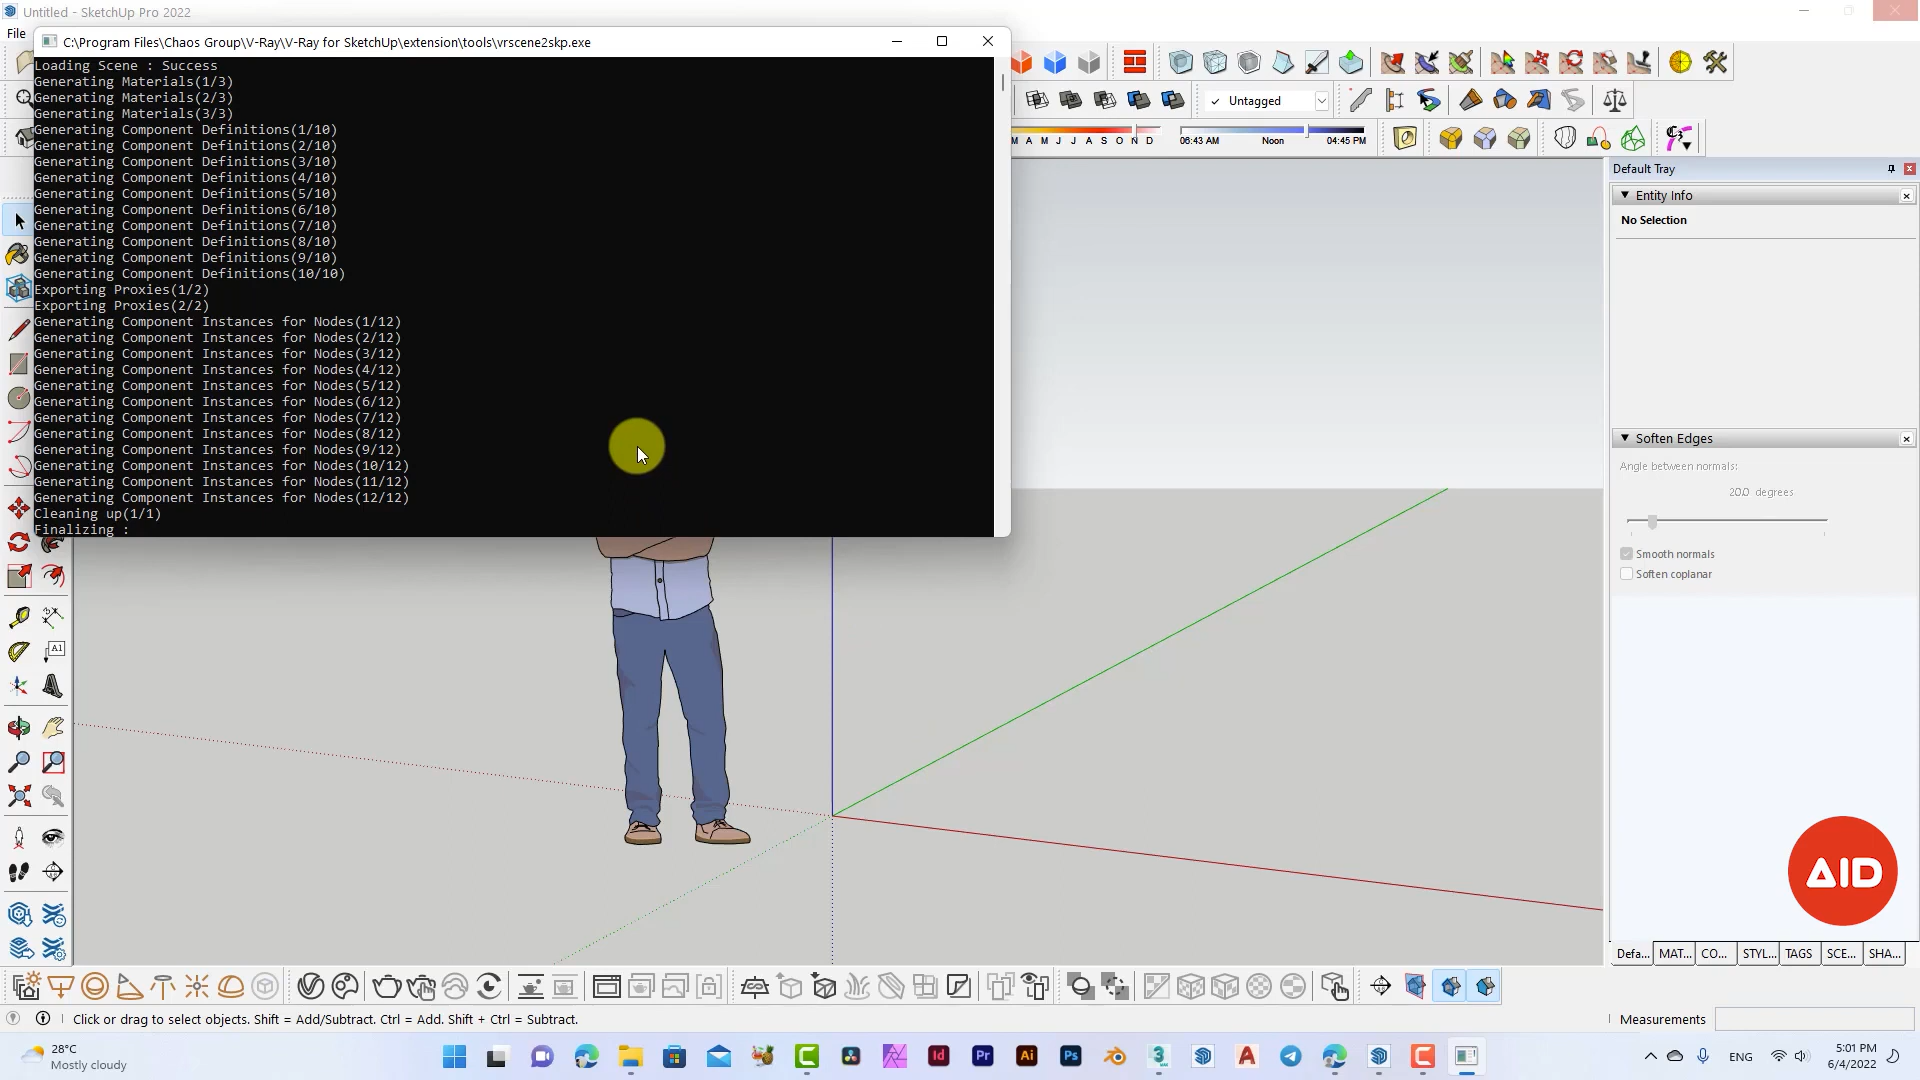 Untitled - SketchUp Pro 2022
File
C:\Program Files\Chaos Group\V-Ray\V-Ray for SketchUp\extension\tools\vrscene2skp.exe
Loading Scene : Success
Generating Materials(1/3)
Generating Materials(2/3)
Generating Materials(3/3)
Generating Component Definitions(1/10)
Generating Component Definitions(2/10)
Generating Component Definitions(3/10)
Generating Component Definitions(4/10)
Generating Component Definitions(5/10)
Generating Component Definitions(6/10)
Generating Component Definitions(7/10)
Generating Component Definitions(8/10)
Generating Component Definitions(9/10)
Generating Component Definitions(10/10)
Exporting Proxies(1/2)
Exporting Proxies(2/2)
Generating Component Instances for Nodes(1/12)
Generating Component Instances for Nodes(2/12)
Generating Component Instances for Nodes(3/12)
Generating Component Instances for Nodes(4/12)
Generating Component Instances for Nodes(5/12)
Generating Component Instances for Nodes(6/12)
Generating Component Instances for Nodes(7/12)
Generating Component Instances for Nodes(8/12)
Generating Component Instances for Nodes(9/12)
Generating Component Instances for Nodes(10/12)
Generating Component Instances for Nodes(11/12)
Generating Component Instances for Nodes(12/12)
Cleaning up(1/1)
Finalizing :
Untagged
M A M J J A S O N D
06:43 AM Noon 04:45 PM
Default Tray
Entity Info
No Selection
Soften Edges
Angle between normals:
20.0 degrees
Smooth normals
Soften coplanar
A1
AID
Defa... MAT... CO... STYL... TAGS SCE... SHA...
Click or drag to select objects. Shift = Add/Subtract. Ctrl = Add. Shift + Ctrl = Subtract.
Measurements
28°C
Mostly cloudy
Id
Pr
Ai
Ps
3
A
C
ENG
5:01 PM
6/4/2022